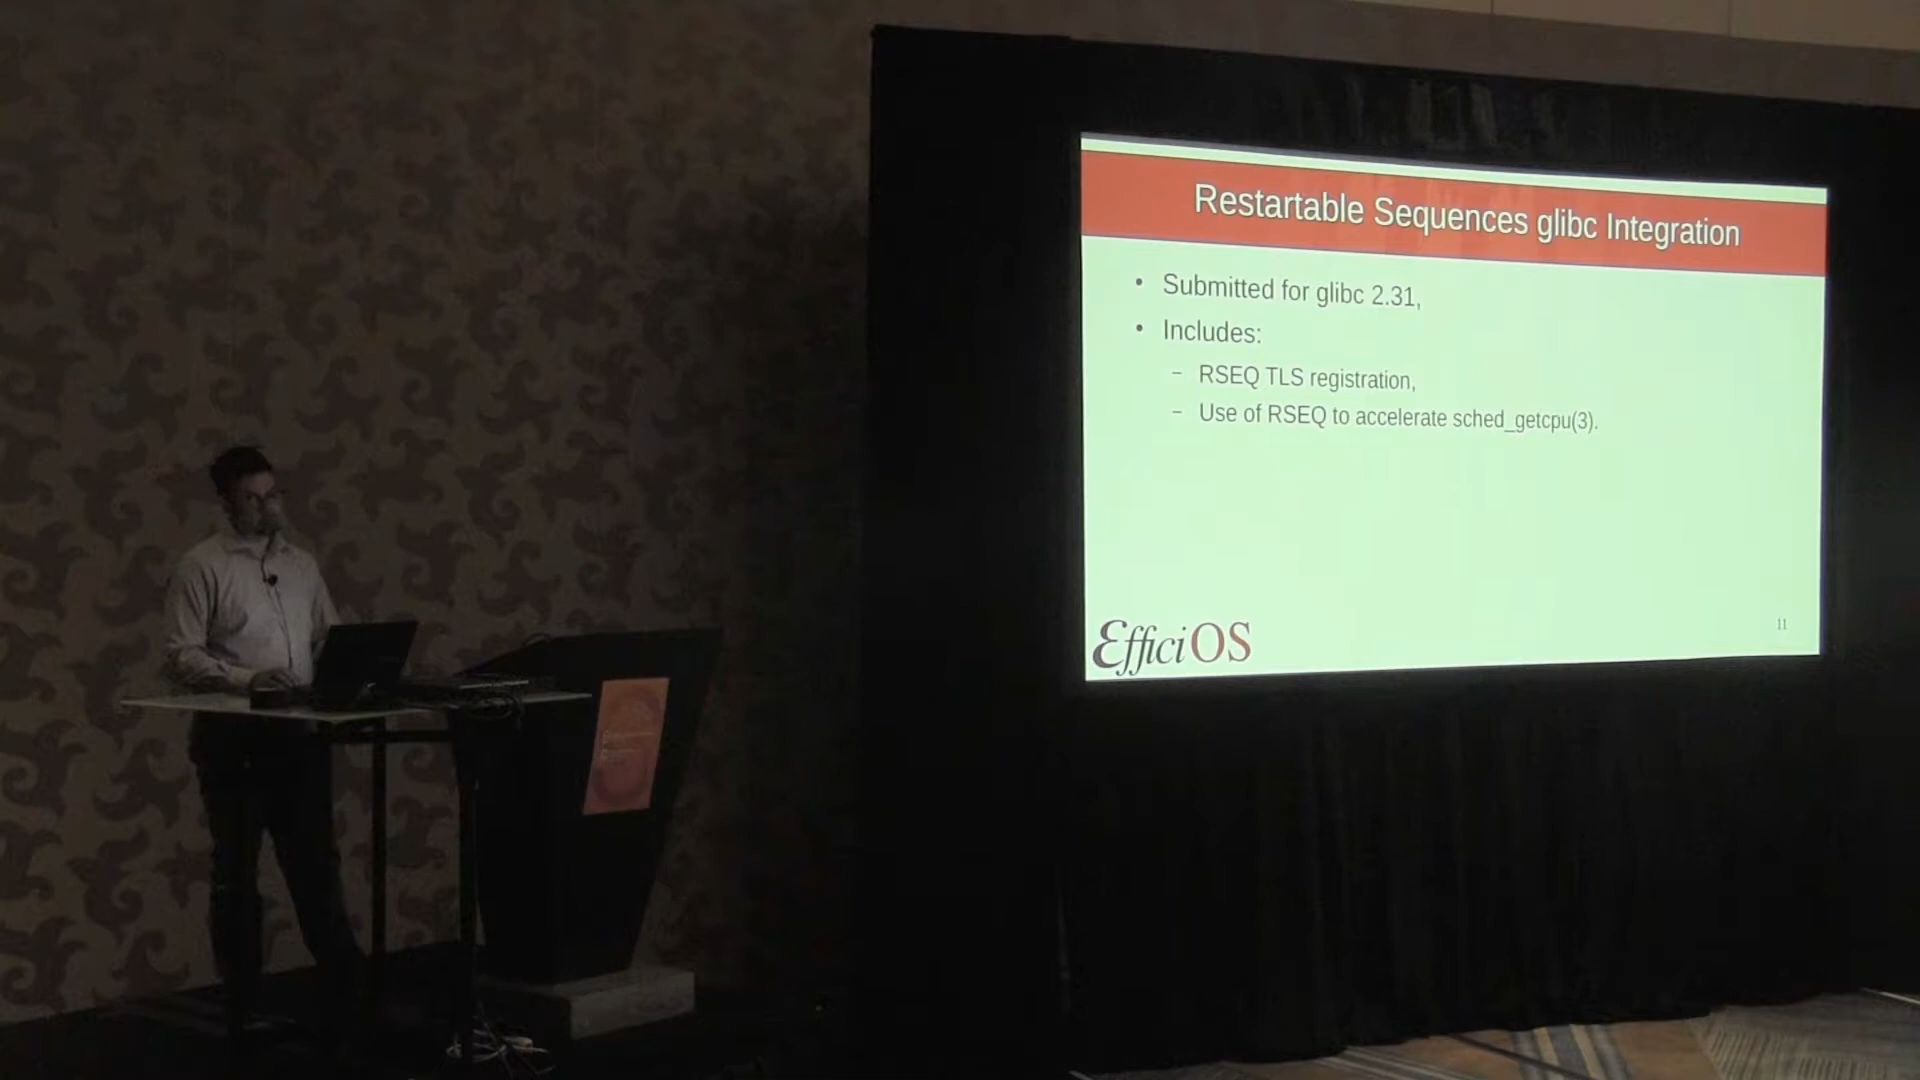 Restartable Sequences glibc Integration
• Submitted for glibc 2.31,
• Includes:
– RSEQ TLS registration,
– Use of RSEQ to accelerate sched_getcpu(3).
EfficiOS
11